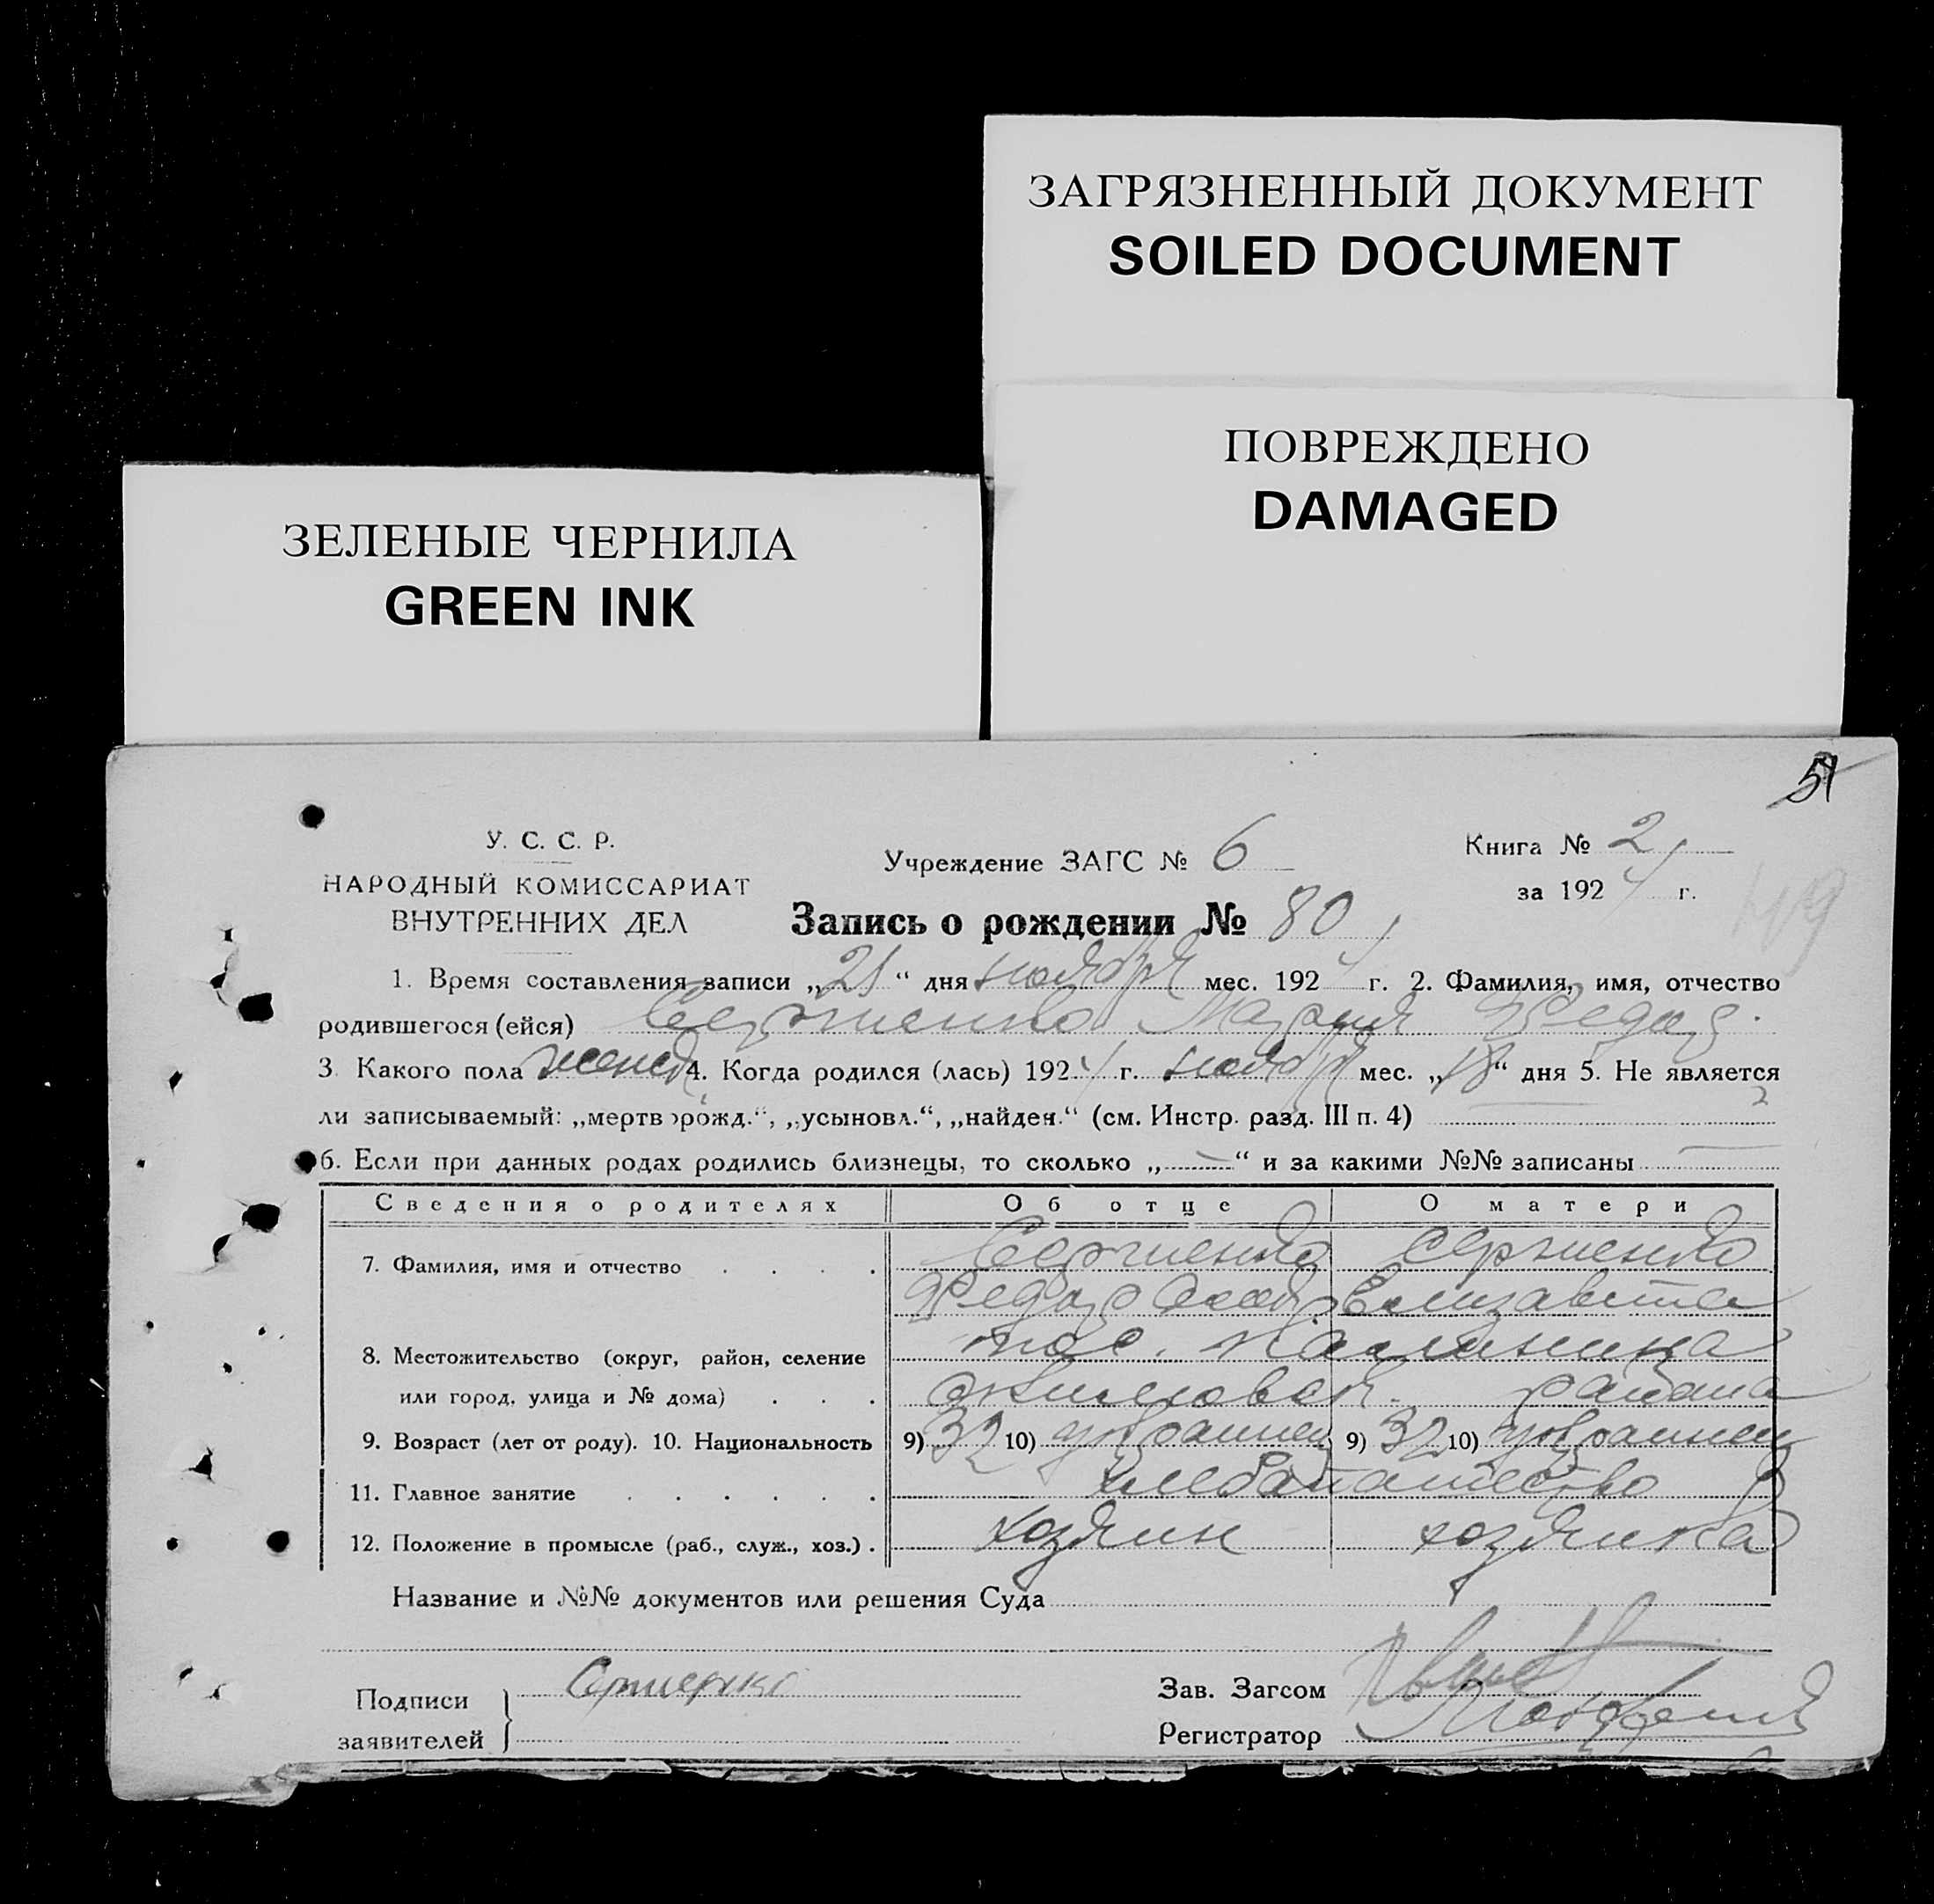 ЗАГРЯЗНЕННЫЙ ДОКУМЕНТ
SOILED DOCUMENT
ПОВРЕЖДЕНО
DAMAGED
ЗЕЛЕНЫЕ ЧЕРНИЛА
GREEN INK
51
У. С. С. Р.
НАРОДНЫЙ КОМИССАРИАТ
ВНУТРЕННИХ ДЕЛ
Учреждение ЗАГС № 6
Книга № 2
за 1924 г.
Запись о рождении № 80
1. Время составления записи „21“ дня ноября мес. 1924 г. 2. Фамилия, имя, отчество
родившегося (ейся) Сергиенко Мария Федор.
3. Какого пола женск 4. Когда родился (лась) 1924 г. ноября мес. „18“ дня 5. Не является
ли записываемый: „мертворожд.“, „усыновл.“, „найден.“ (см. Инстр. разд. III п. 4)
6. Если при данных родах родились близнецы, то сколько „—“ и за какими №№ записаны —
Сведения о родителях Об отце О матери
7. Фамилия, имя и отчество . . . . Сергиенко Сергиенко
Федор Елизавета
8. Местожительство (округ, район, селение пос. Калинина
или город, улица и № дома) . . . района
9. Возраст (лет от роду). 10. Национальность 9) 32 10) украинец 9) 32 10) украинец
11. Главное занятие . . . . . . хлебопашество
12. Положение в промысле (раб., служ., хоз.) . хозяин хозяйка
Название и №№ документов или решения Суда
Подписи заявителей } Сергиенко
Зав. Загсом
Регистратор